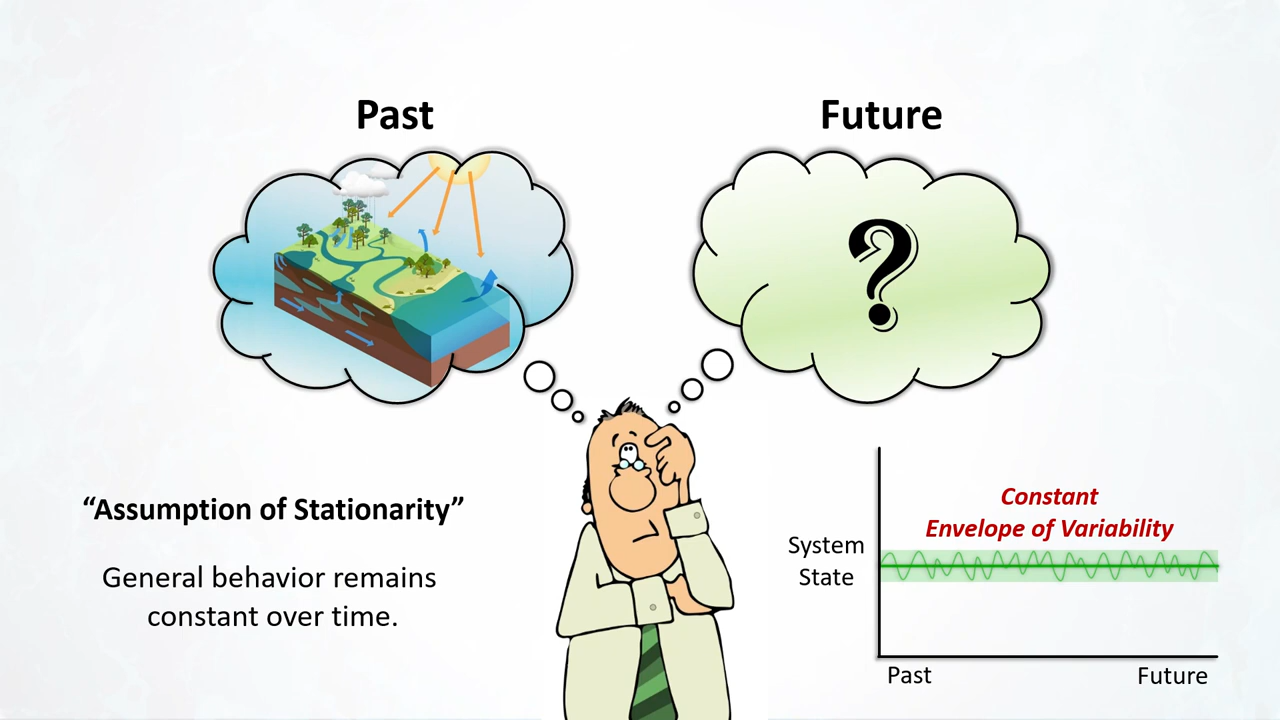 Past
Future
?
“Assumption of Stationarity”
General behavior remains
constant over time.
Constant
Envelope of Variability
System
State
Past
Future